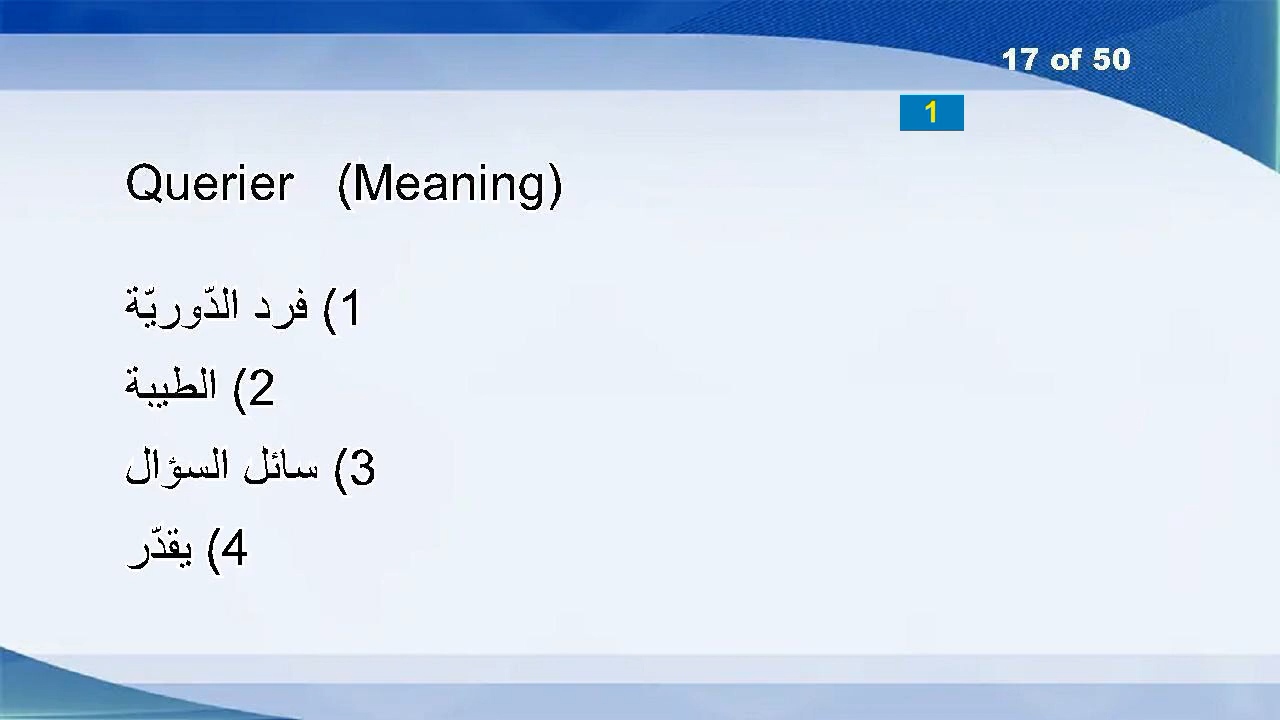 17 of 50
1
Querier (Meaning)
1) فرد الدّوريّة
2) الطيبة
3) سائل السؤال
4) يقدّر